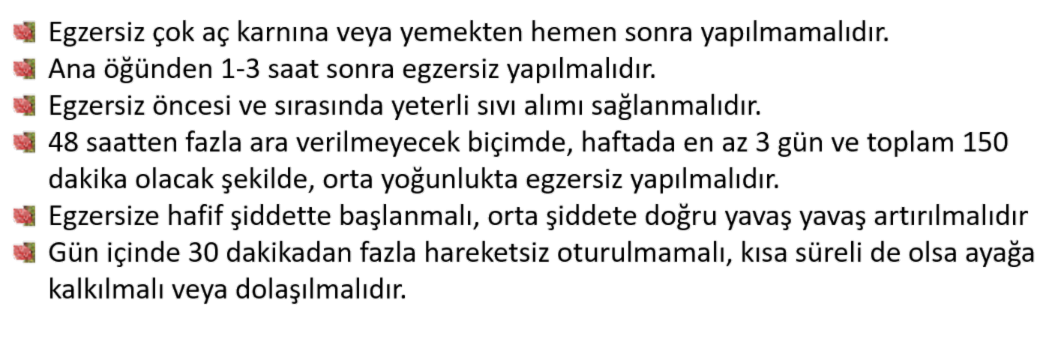 Egzersiz çok aç karnına veya yemekten hemen sonra yapılmamalıdır.
Ana öğünden 1-3 saat sonra egzersiz yapılmalıdır.
Egzersiz öncesi ve sırasında yeterli sıvı alımı sağlanmalıdır.
48 saatten fazla ara verilmeyecek biçimde, haftada en az 3 gün ve toplam 150
dakika olacak şekilde, orta yoğunlukta egzersiz yapılmalıdır.
Egzersize hafif şiddette başlanmalı, orta şiddete doğru yavaş yavaş artırılmalıdır
Gün içinde 30 dakikadan fazla hareketsiz oturulmamalı, kısa süreli de olsa ayağa
kalkılmalı veya dolaşılmalıdır.